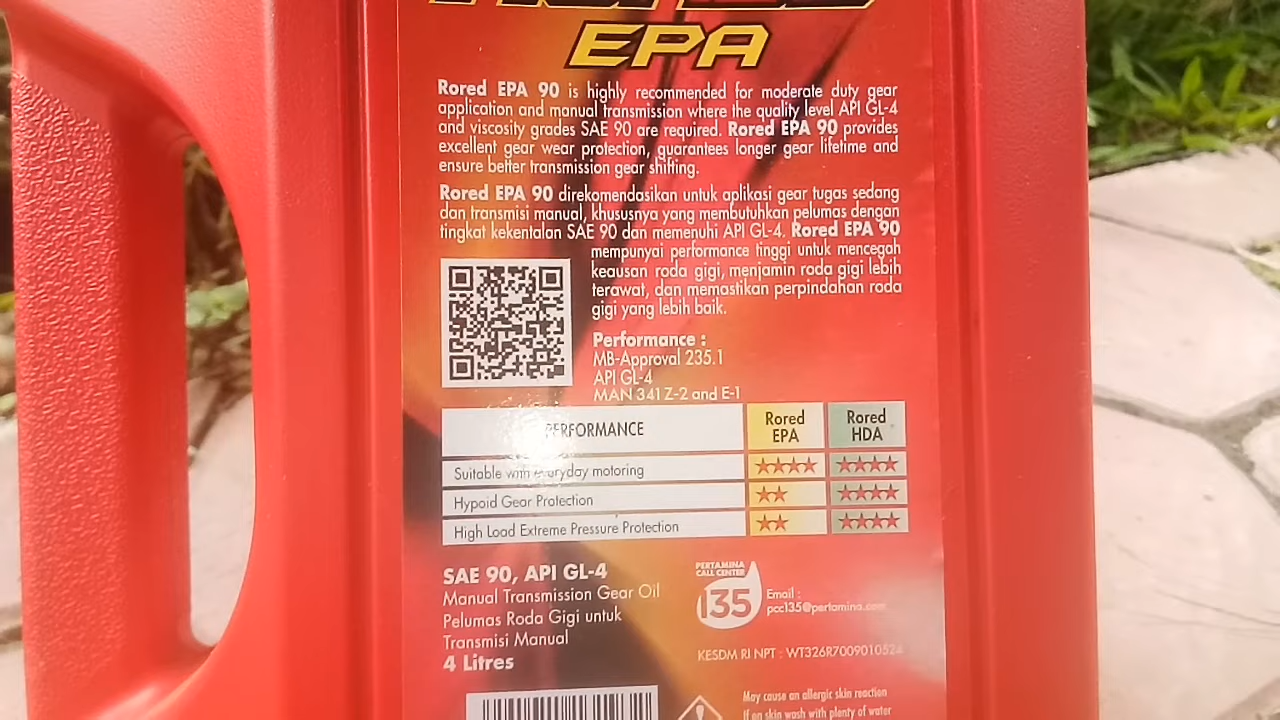 EPA
Rored EPA 90 is highly recommended for moderate duty gear
application and manual transmission where the quality level API GL-4
and viscosity grades SAE 90 are required. Rored EPA 90 provides
excellent gear wear protection, guarantees longer gear lifetime and
ensure better transmission gear shifting.
Rored EPA 90 direkomendasikan untuk aplikasi gear tugas sedang
dan transmisi manual, khususnya yang membutuhkan pelumas dengan
tingkat kekentalan SAE 90 dan memenuhi API GL-4. Rored EPA 90
mempunyai performance tinggi untuk mencegah
keausan roda gigi, menjamin roda gigi lebih
terawat, dan memastikan perpindahan roda
gigi yang lebih baik.
Performance :
MB-Approval 235.1
API GL-4
MAN 341 Z-2 and E-1
PERFORMANCE
Rored EPA
Rored HDA
Suitable with everyday motoring ★★★★ ★★★★
Hypoid Gear Protection ★★ ★★★★
High Load Extreme Pressure Protection ★★ ★★★★
SAE 90, API GL-4
Manual Transmission Gear Oil
Pelumas Roda Gigi untuk
Transmisi Manual
4 Litres
PERTAMINA
CALL CENTER
135
Email :
pcc135@pertamina.com
KESDM RI NPT : WT326R7009010524
May cause an allergic skin reaction
If on skin wash with plenty of water